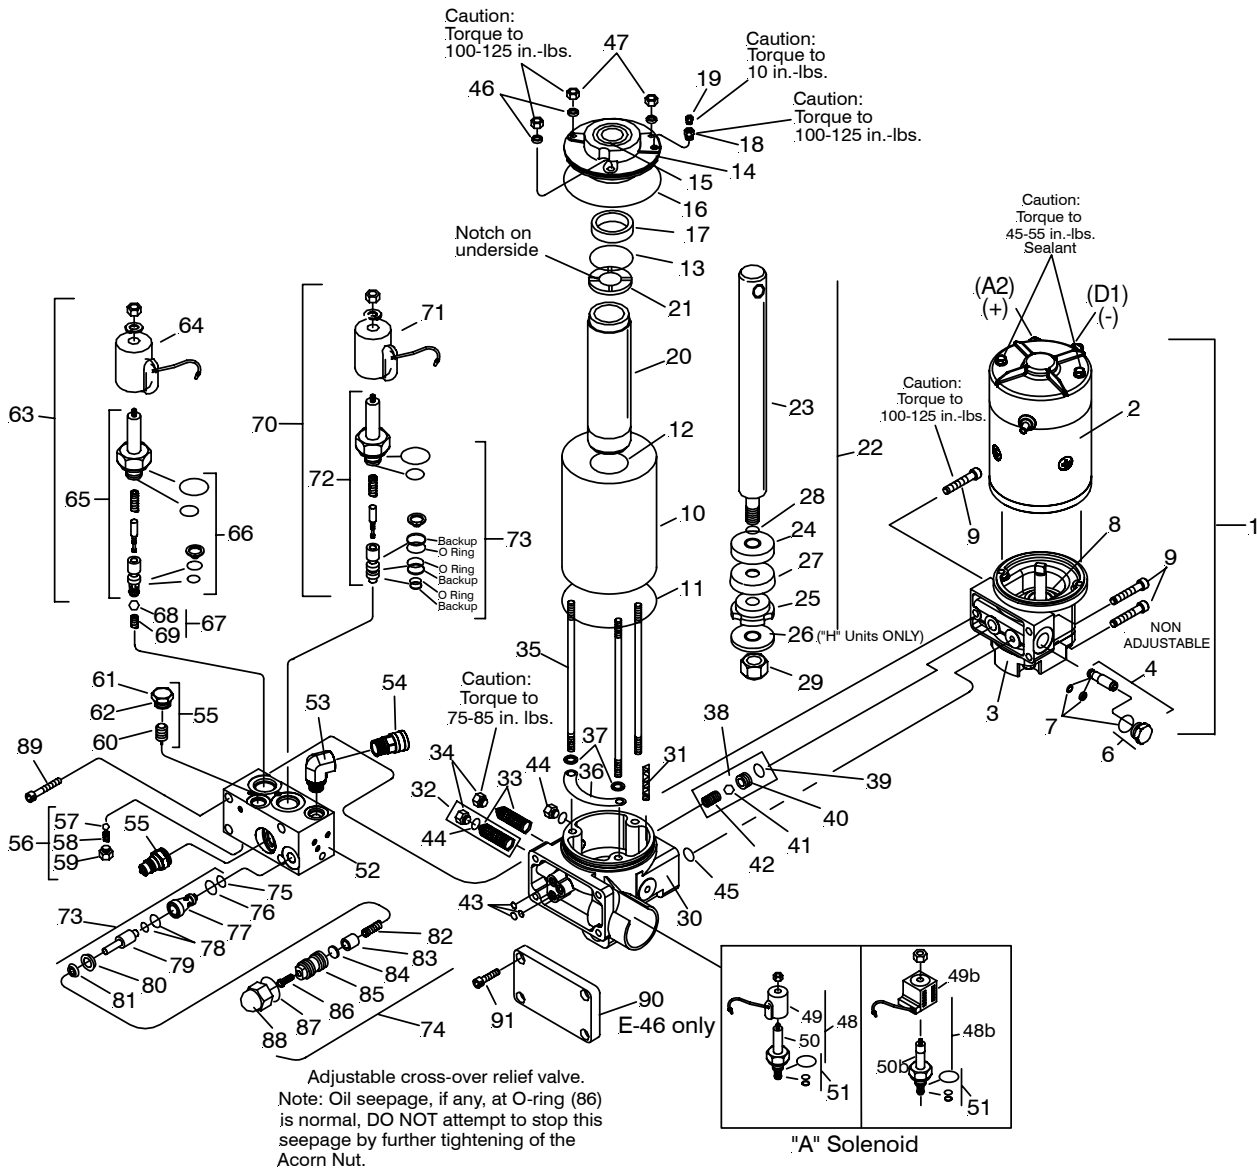 Caution:
Torque to
100-125 in.-lbs.
47
Caution:
Torque to
10 in.-lbs.
19
46
Caution:
Torque to
100-125 in.-lbs.
18
14
15
16
17
Notch on
underside
13
21
20
12
10
11
Caution:
Torque to
45-55 in.-lbs.
Sealant
(A2)
(+)
(D1)
(-)
Caution:
Torque to
100-125 in.-lbs.
2
1
22
23
28
24
27
25
26 ("H" Units ONLY)
29
9
8
9
NON
ADJUSTABLE
4
3
7
6
64
63
65
66
68
69
67
71
70
72
73
Backup
O Ring
O Ring
Backup
O Ring
Backup
61
62
60
55
53
54
89
57
58
59
56
55
52
35
Caution:
Torque to
75-85 in. lbs.
34
32
33
44
44
37
36
31
38
39
40
41
42
45
30
43
75
76
77
78
79
80
81
73
82
83
84
85
86
87
88
74
90
E-46 only
91
49
48
50
51
49b
48b
50b
51
"A" Solenoid
Adjustable cross-over relief valve.
Note: Oil seepage, if any, at O-ring (86)
is normal, DO NOT attempt to stop this
seepage by further tightening of the
Acorn Nut.